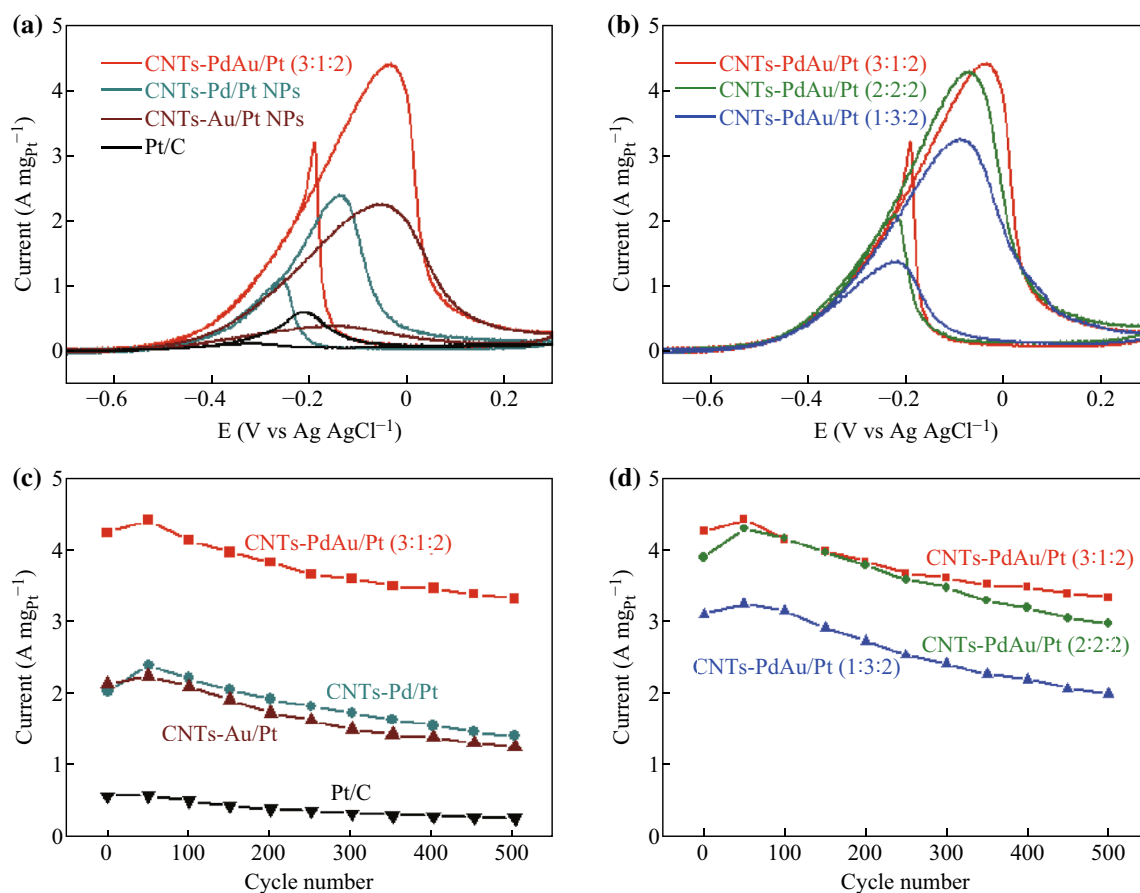 (a)
5
4
3
2
1
0
Current (A mgPt⁻¹)
CNTs-PdAu/Pt (3:1:2)
CNTs-Pd/Pt NPs
CNTs-Au/Pt NPs
Pt/C
−0.6
−0.4
−0.2
0
0.2
E (V vs Ag AgCl⁻¹)
(b)
5
4
3
2
1
0
Current (A mgPt⁻¹)
CNTs-PdAu/Pt (3:1:2)
CNTs-PdAu/Pt (2:2:2)
CNTs-PdAu/Pt (1:3:2)
−0.6
−0.4
−0.2
0
0.2
E (V vs Ag AgCl⁻¹)
(c)
5
4
3
2
1
0
Current (A mgPt⁻¹)
CNTs-PdAu/Pt (3:1:2)
CNTs-Pd/Pt
CNTs-Au/Pt
Pt/C
0
100
200
300
400
500
Cycle number
(d)
5
4
3
2
1
0
Current (A mgPt⁻¹)
CNTs-PdAu/Pt (3:1:2)
CNTs-PdAu/Pt (2:2:2)
CNTs-PdAu/Pt (1:3:2)
0
100
200
300
400
500
Cycle number